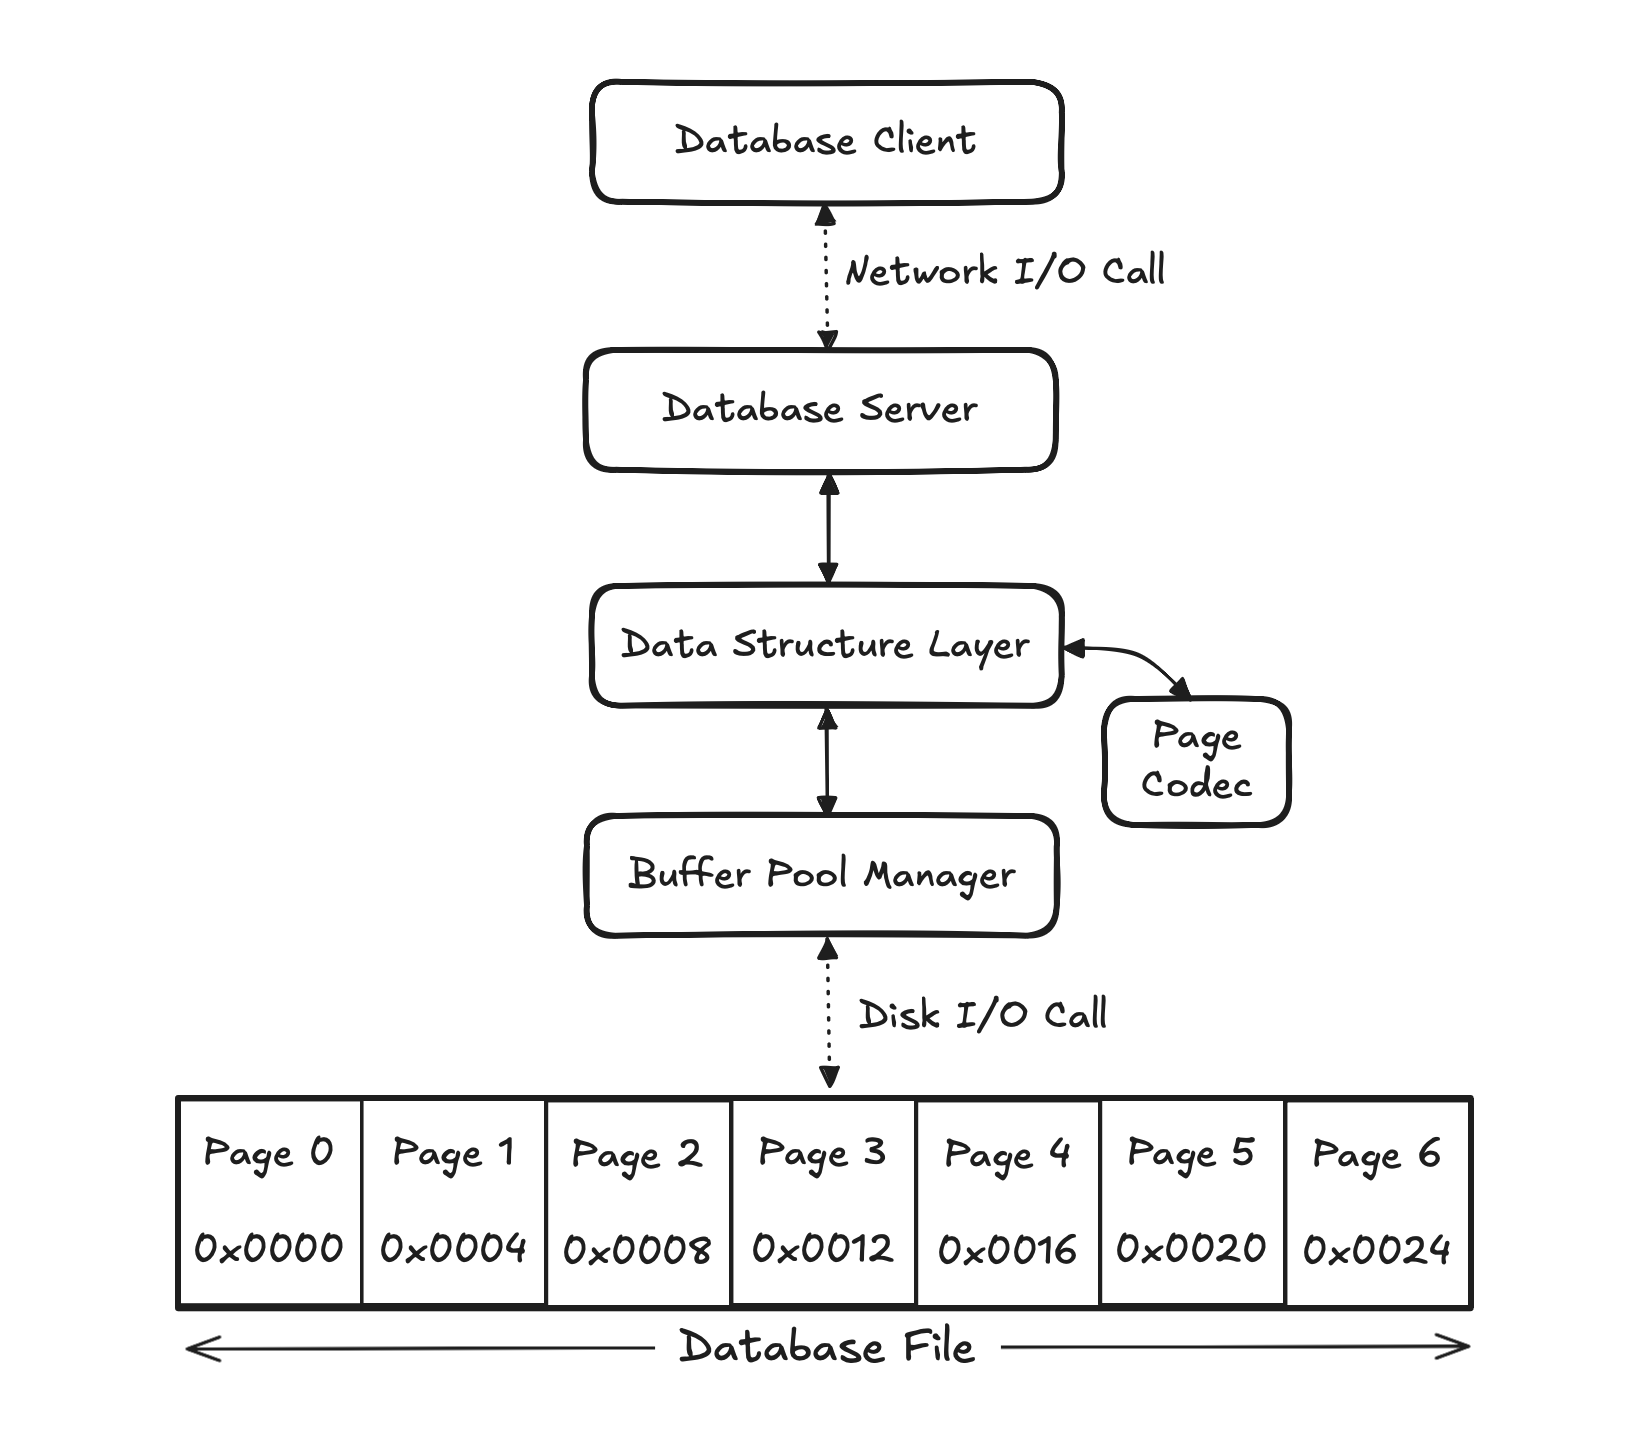 Database Client
Network I/O Call
Database Server
Data Structure Layer
Page
Codec
Buffer Pool Manager
Disk I/O Call
Page 0 Page 1 Page 2 Page 3 Page 4 Page 5 Page 6
0x0000 0x0004 0x0008 0x0012 0x0016 0x0020 0x0024
Database File